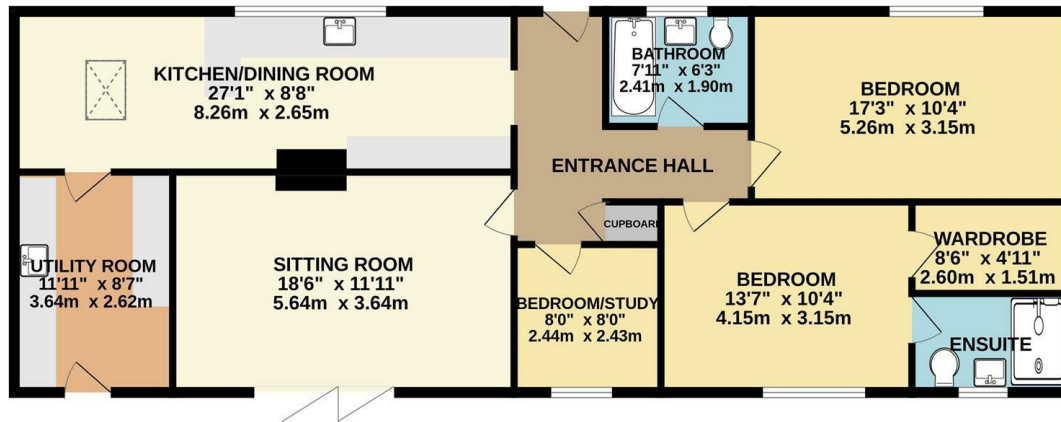 KITCHEN/DINING ROOM
27'1" x 8'8"
8.26m x 2.65m
BATHROOM
7'11" x 6'3"
2.41m x 1.90m
BEDROOM
17'3" x 10'4"
5.26m x 3.15m
ENTRANCE HALL
CUPBOARD
UTILITY ROOM
11'11" x 8'7"
3.64m x 2.62m
SITTING ROOM
18'6" x 11'11"
5.64m x 3.64m
BEDROOM/STUDY
8'0" x 8'0"
2.44m x 2.43m
BEDROOM
13'7" x 10'4"
4.15m x 3.15m
WARDROBE
8'6" x 4'11"
2.60m x 1.51m
ENSUITE